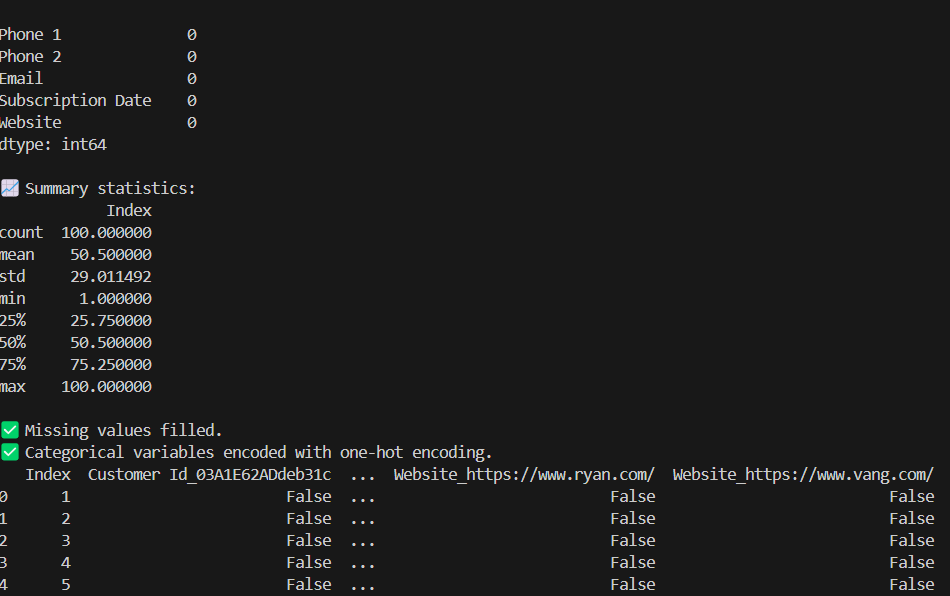 Phone 1 0
Phone 2 0
Email 0
Subscription Date 0
Website 0
dtype: int64
📈 Summary statistics:
Index
count 100.000000
mean 50.500000
std 29.011492
min 1.000000
25% 25.750000
50% 50.500000
75% 75.250000
max 100.000000
✅ Missing values filled.
✅ Categorical variables encoded with one-hot encoding.
Index Customer Id_03A1E62ADdeb31c ... Website_https://www.ryan.com/ Website_https://www.vang.com/
0 1 False ... False False
1 2 False ... False False
2 3 False ... False False
3 4 False ... False False
4 5 False ... False False